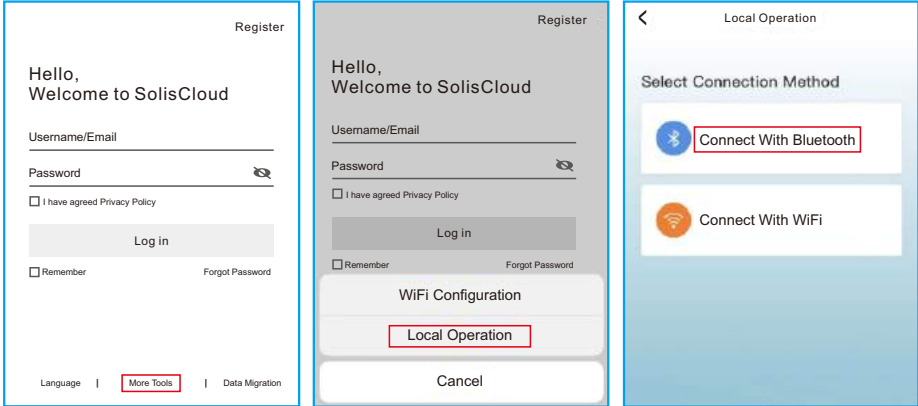 Register
Hello,
Welcome to SolisCloud
Username/Email
Password
I have agreed Privacy Policy
Log in
Remember Forgot Password
Language | More Tools | Data Migration
Register
Hello,
Welcome to SolisCloud
Username/Email
Password
I have agreed Privacy Policy
Log in
Remember Forgot Password
WiFi Configuration
Local Operation
Cancel
Local Operation
Select Connection Method
Connect With Bluetooth
Connect With WiFi